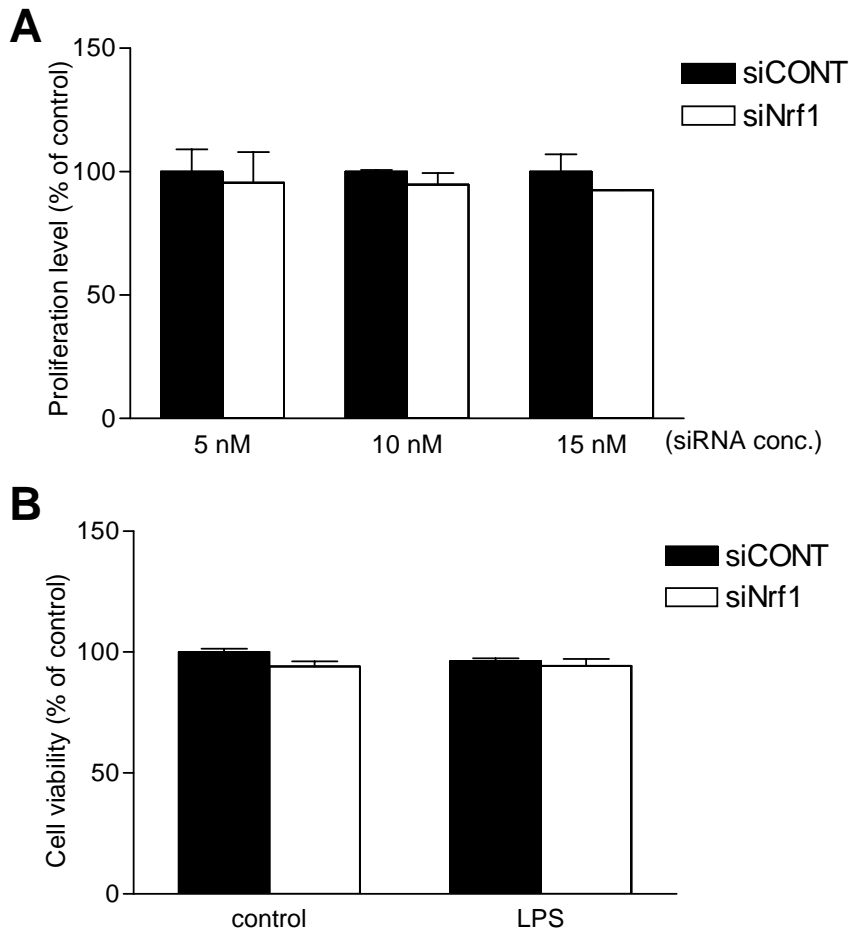 A
150
100
50
0
Proliferation level (% of control)
siCONT
siNrf1
5 nM 10 nM 15 nM (siRNA conc.)
B
150
100
50
0
Cell viability (% of control)
siCONT
siNrf1
control LPS